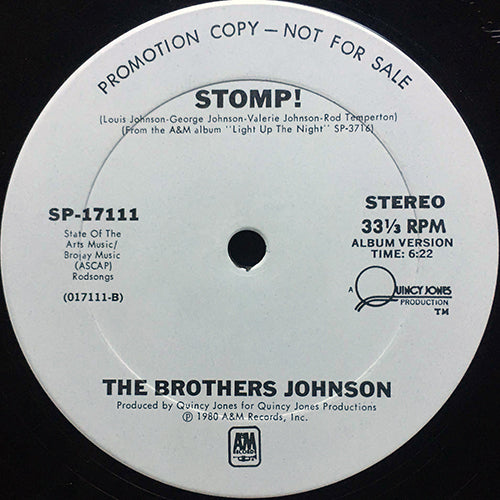 PROMOTION COPY — NOT FOR SALE
STOMP!
(Louis Johnson-George Johnson-Valerie Johnson-Rod Temperton)
(From the A&M album "Light Up The Night" SP-3716)
SP-17111
State Of The
Arts Music/
Brojay Music
(ASCAP)
Rodsongs
(017111-B)
STEREO
33⅓ RPM
ALBUM VERSION
TIME: 6:22
A QUINCY JONES
PRODUCTION
TM
THE BROTHERS JOHNSON
Produced by Quincy Jones for Quincy Jones Productions
℗ 1980 A&M Records, Inc.
A&M
RECORDS